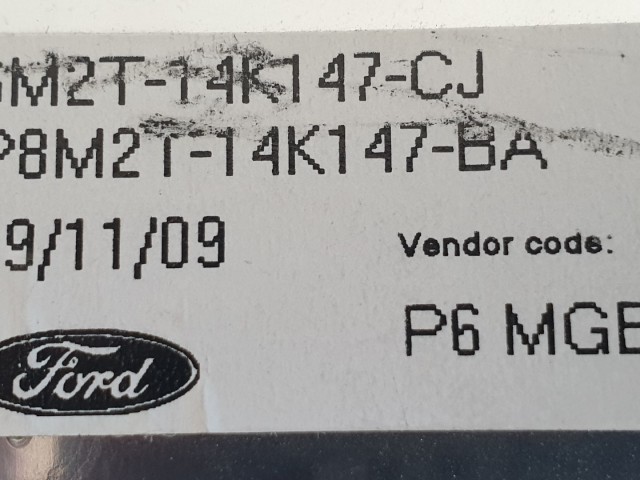 M2T-14K147-CJ
P8M2T-14K147-BA
9/11/09
Vendor code:
P6 MGB
Ford